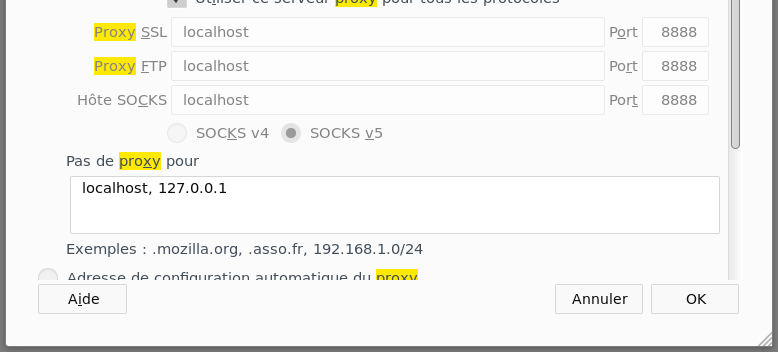 Utiliser ce serveur proxy pour tous les protocoles
Proxy SSL localhost Port 8888
Proxy FTP localhost Port 8888
Hôte SOCKS localhost Port 8888
SOCKS v4 SOCKS v5
Pas de proxy pour
localhost, 127.0.0.1
Exemples : .mozilla.org, .asso.fr, 192.168.1.0/24
Adresse de configuration automatique du proxy
Aide Annuler OK